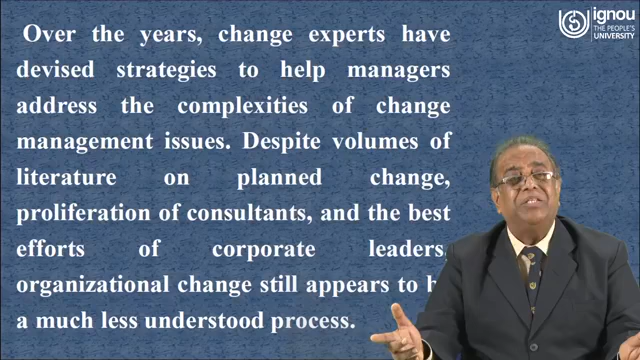 Over the years, change experts have
devised strategies to help managers
address the complexities of change
management issues. Despite volumes of
literature on planned change,
proliferation of consultants, and the best
efforts of corporate leaders,
organizational change still appears to
a much less understood process.
ignou
THE PEOPLE'S
UNIVERSITY